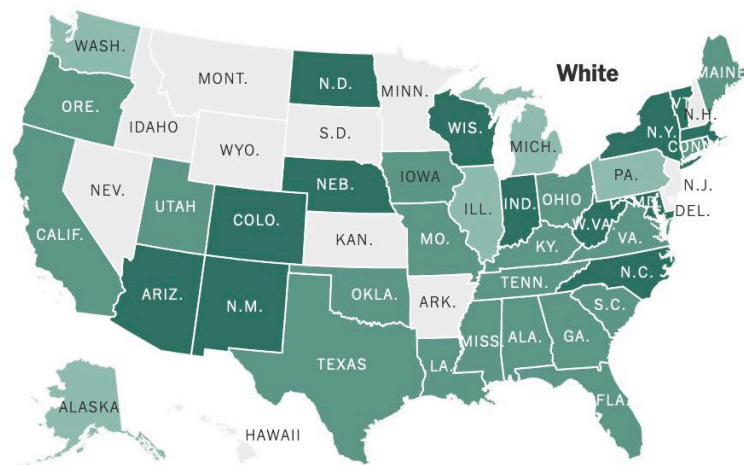 WASH.
MONT.
N.D.
MINN.
White
MAINE
VT.
N.H.
ORE.
IDAHO
S.D.
WIS.
MICH.
N.Y.
CONN.
WYO.
IOWA
PA.
N.J.
NEB.
NEV.
UTAH
COLO.
ILL.
IND.
OHIO
MD.
DEL.
W.VA.
CALIF.
KAN.
MO.
KY.
VA.
N.C.
TENN.
ARIZ.
N.M.
OKLA.
ARK.
S.C.
MISS.
ALA.
GA.
TEXAS
LA.
FLA.
ALASKA
HAWAII